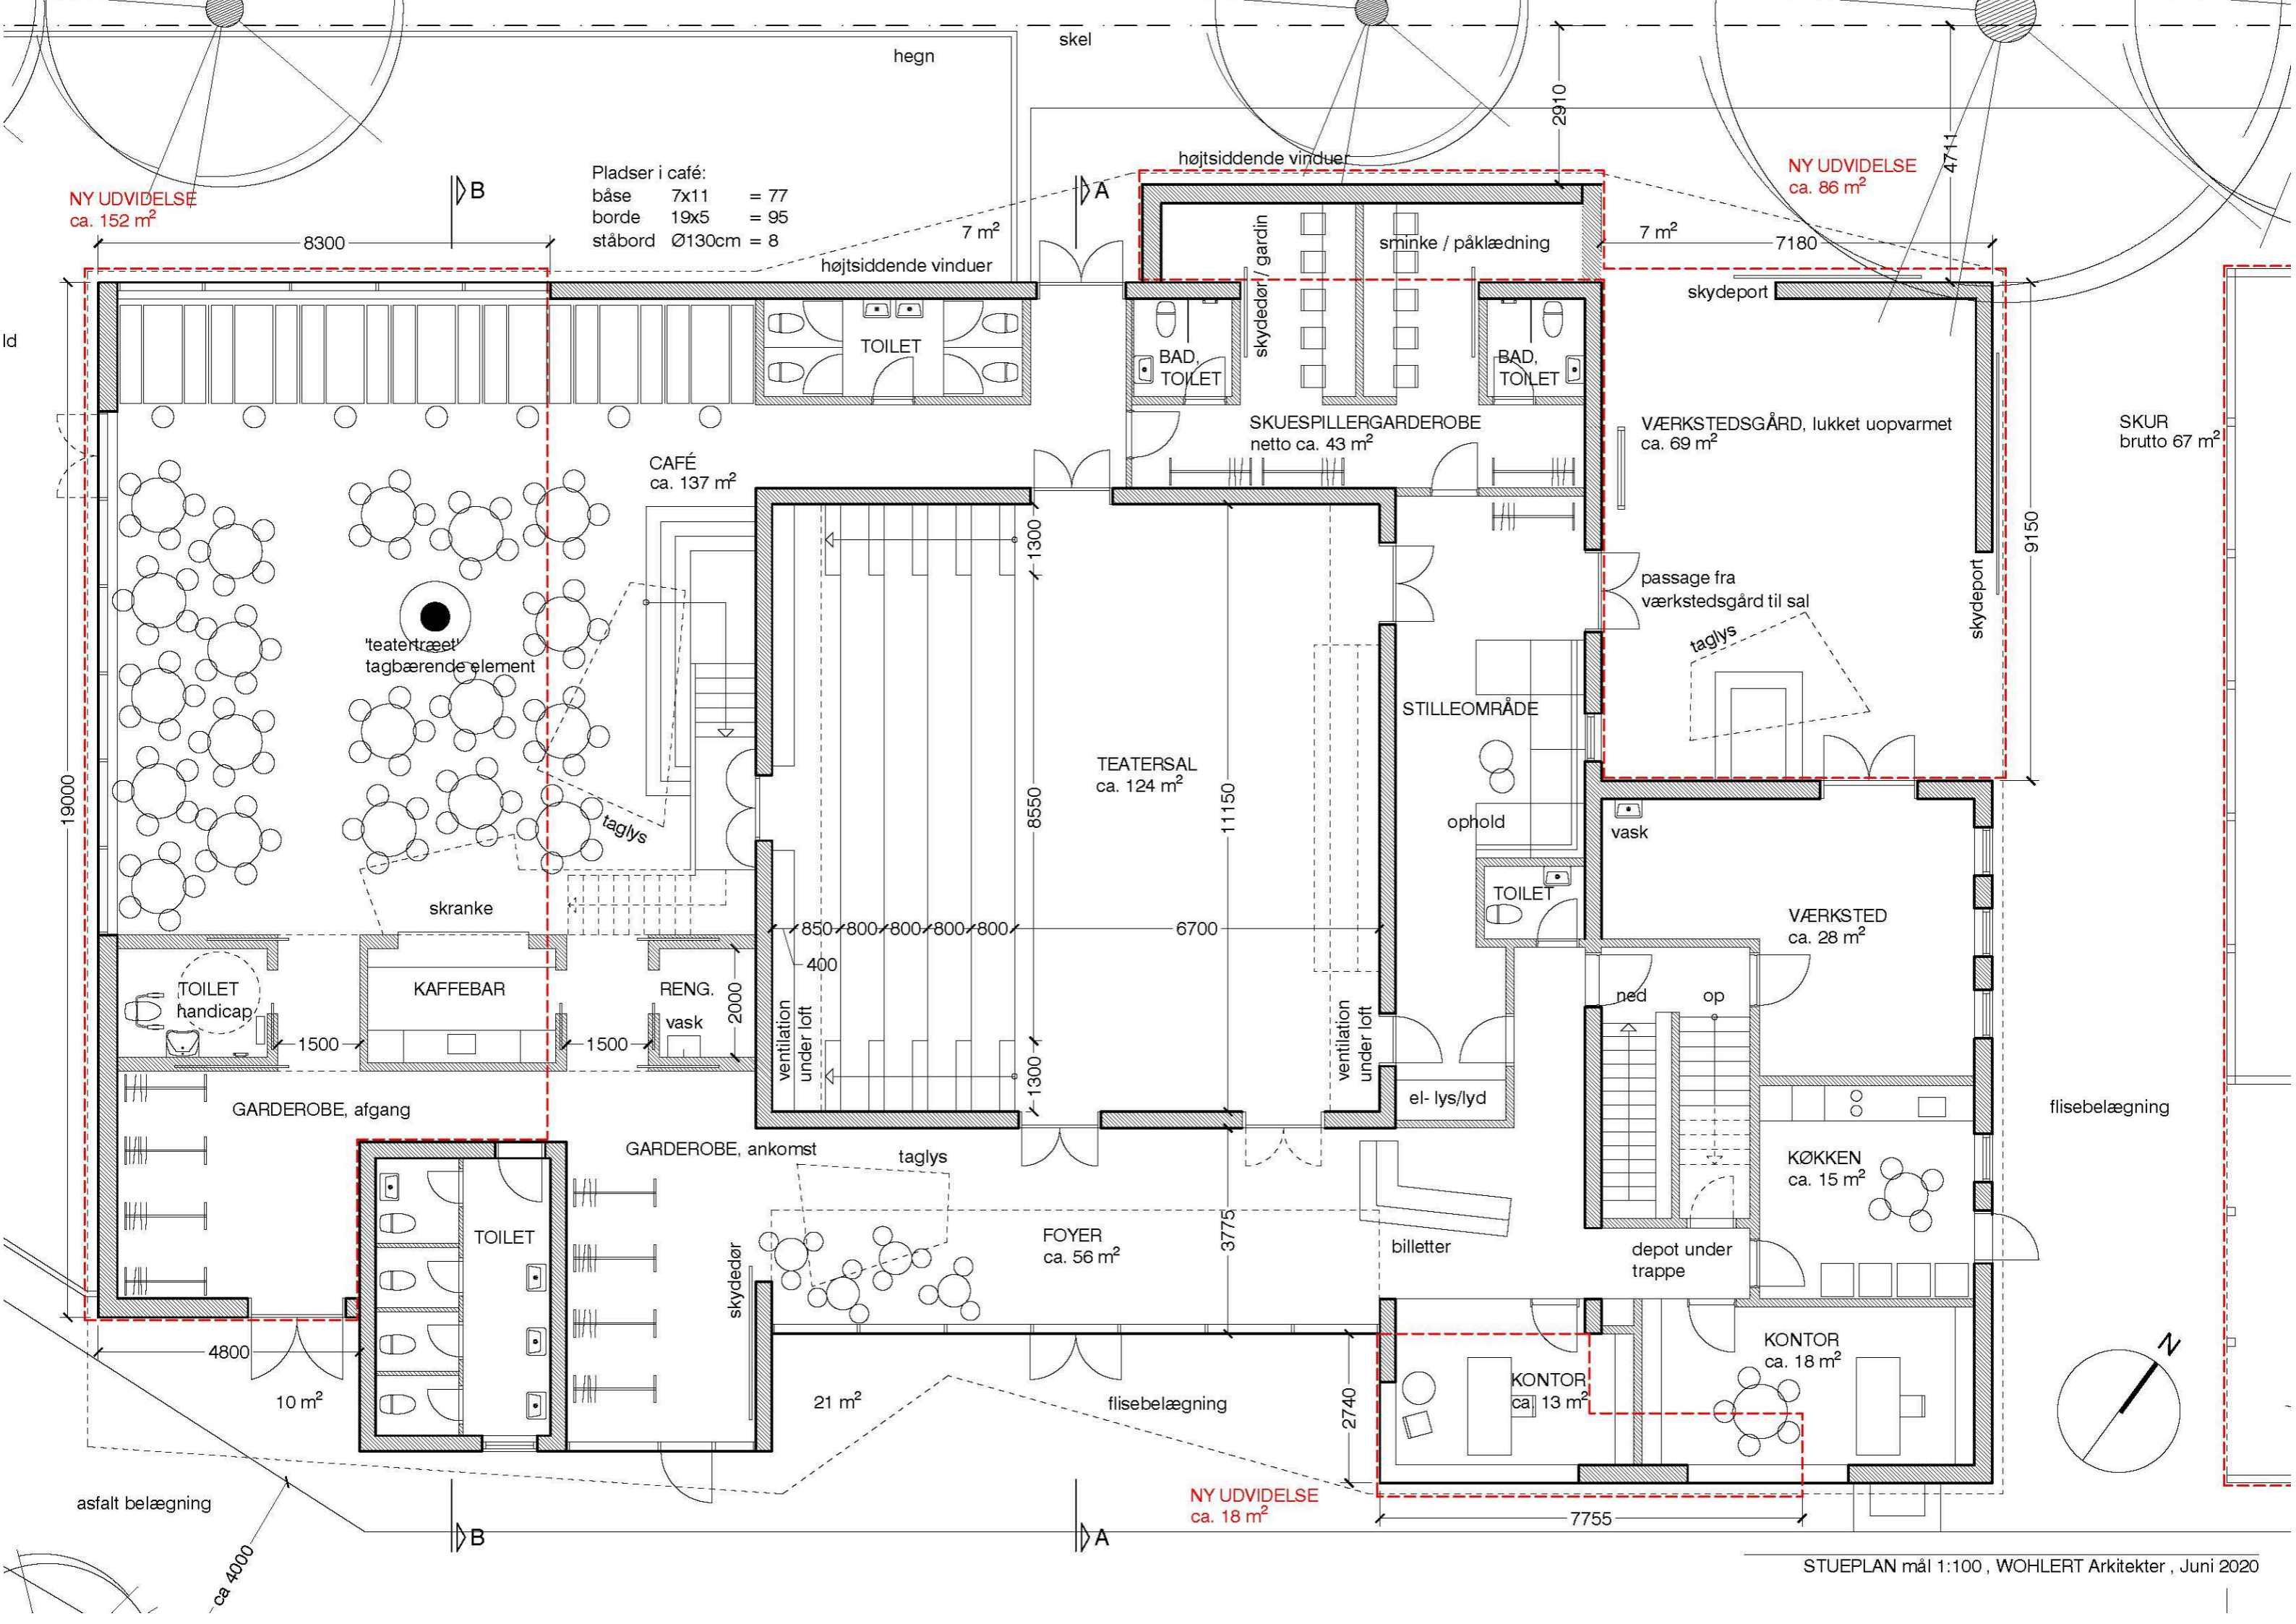 skel
hegn
2910
4711
højtsiddende vinduer
NY UDVIDELSE
ca. 86 m²
Pladser i café:
båse 7x11 = 77
borde 19x5 = 95
ståbord Ø130cm = 8
B
A
NY UDVIDELSE
ca. 152 m²
8300
7 m²
højtsiddende vinduer
skydedør / gardin
sminke / påklædning
7 m²
7180
skydeport
ld
TOILET
BAD,
TOILET
BAD,
TOILET
SKUESPILLERGARDEROBE
netto ca. 43 m²
VÆRKSTEDSGÅRD, lukket uopvarmet
ca. 69 m²
SKUR
brutto 67 m²
CAFÉ
ca. 137 m²
1300
9150
passage fra
værkstedsgård til sal
skydeport
taglys
'teatertræet'
tagbærende element
STILLEOMRÅDE
TEATERSAL
ca. 124 m²
19000
8550
11150
taglys
ophold
vask
TOILET
skranke
850
800
800
800
800
6700
400
VÆRKSTED
ca. 28 m²
TOILET
handicap
KAFFEBAR
RENG.
vask
2000
1500
1500
ventilation
under loft
ventilation
under loft
ned
op
1300
el- lys/lyd
GARDEROBE, afgang
GARDEROBE, ankomst
taglys
flisebelægning
KØKKEN
ca. 15 m²
TOILET
FOYER
ca. 56 m²
3775
billetter
depot under
trappe
skydedør
4800
KONTOR
ca. 18 m²
KONTOR
ca. 13 m²
N
10 m²
21 m²
flisebelægning
2740
NY UDVIDELSE
ca. 18 m²
7755
asfalt belægning
ca 4000
B
A
STUEPLAN mål 1:100 , WOHLERT Arkitekter , Juni 2020